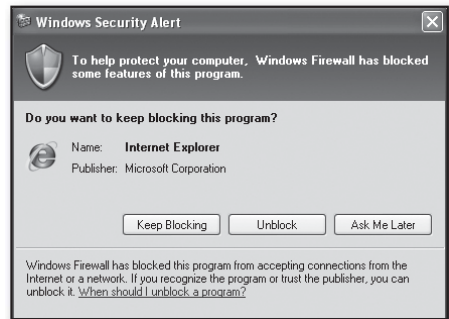 Windows Security Alert
To help protect your computer, Windows Firewall has blocked
some features of this program.
Do you want to keep blocking this program?
Name: Internet Explorer
Publisher: Microsoft Corporation
Keep Blocking Unblock Ask Me Later
Windows Firewall has blocked this program from accepting connections from the
Internet or a network. If you recognize the program or trust the publisher, you can
unblock it. When should I unblock a program?